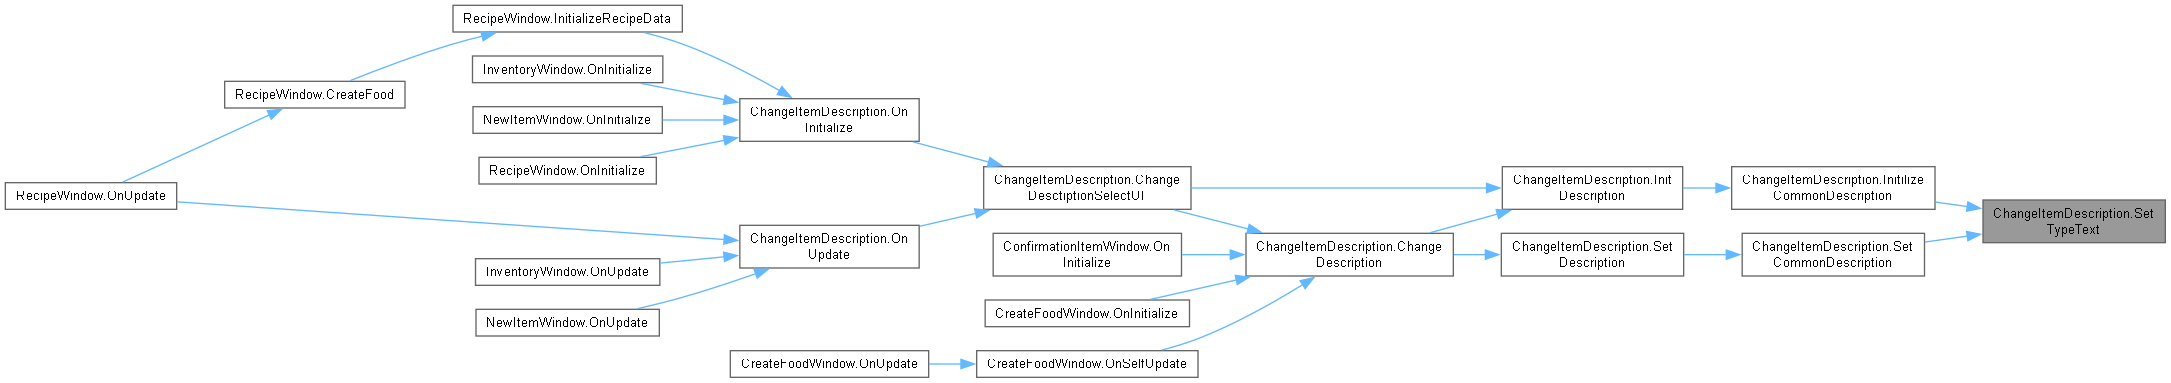 RecipeWindow.InitializeRecipeData
InventoryWindow.OnInitialize
RecipeWindow.CreateFood
ChangeItemDescription.On
Initialize
NewItemWindow.OnInitialize
RecipeWindow.OnInitialize
RecipeWindow.OnUpdate
ChangeItemDescription.Change
DesctiptionSelectUI
ChangeItemDescription.Init
Description
ChangeItemDescription.Initilize
CommonDescription
ChangeItemDescription.Set
TypeText
ChangeItemDescription.On
Update
ConfirmationItemWindow.On
Initialize
ChangeItemDescription.Change
Description
ChangeItemDescription.Set
Description
ChangeItemDescription.Set
CommonDescription
InventoryWindow.OnUpdate
NewItemWindow.OnUpdate
CreateFoodWindow.OnInitialize
CreateFoodWindow.OnUpdate
CreateFoodWindow.OnSelfUpdate